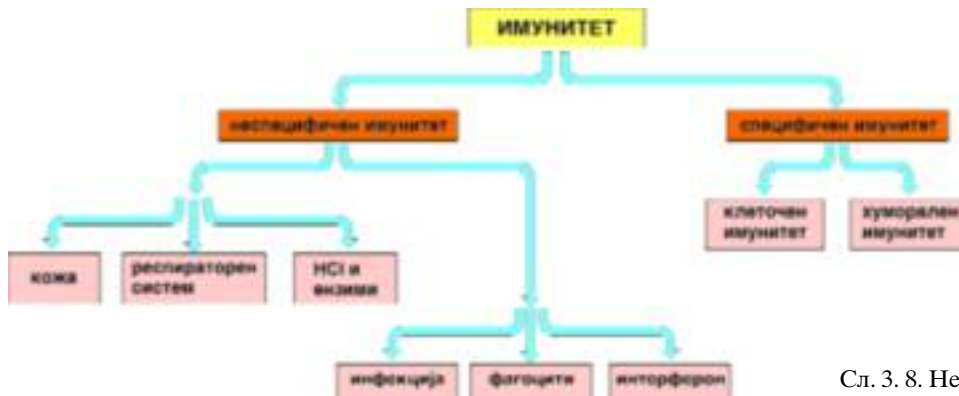 ИМУНИТЕТ
неспецифичен имунитет
специфичен имунитет
клеточен
имунитет
хуморален
имунитет
кожа
респираторен
систем
HCl и
ензими
инфекција
фагоцити
инторферон
Сл. 3. 8. Не